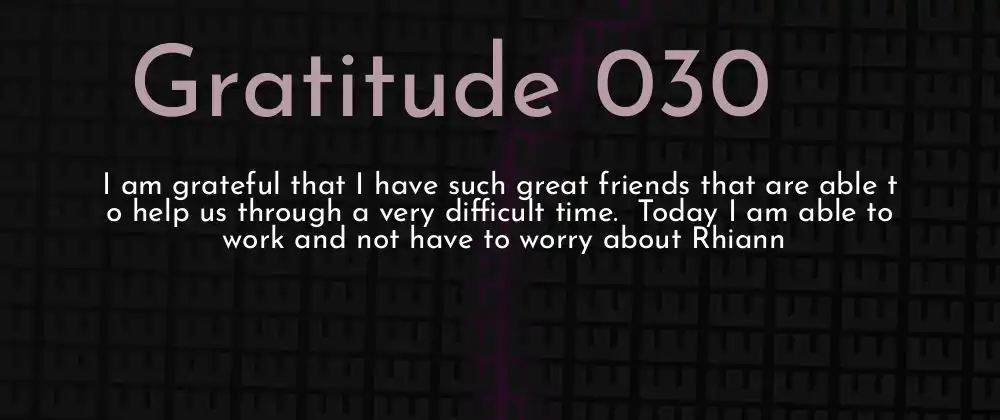 Gratitude 030
I am grateful that I have such great friends that are able t
o help us through a very difficult time.  Today I am able to
work and not have to worry about Rhiann